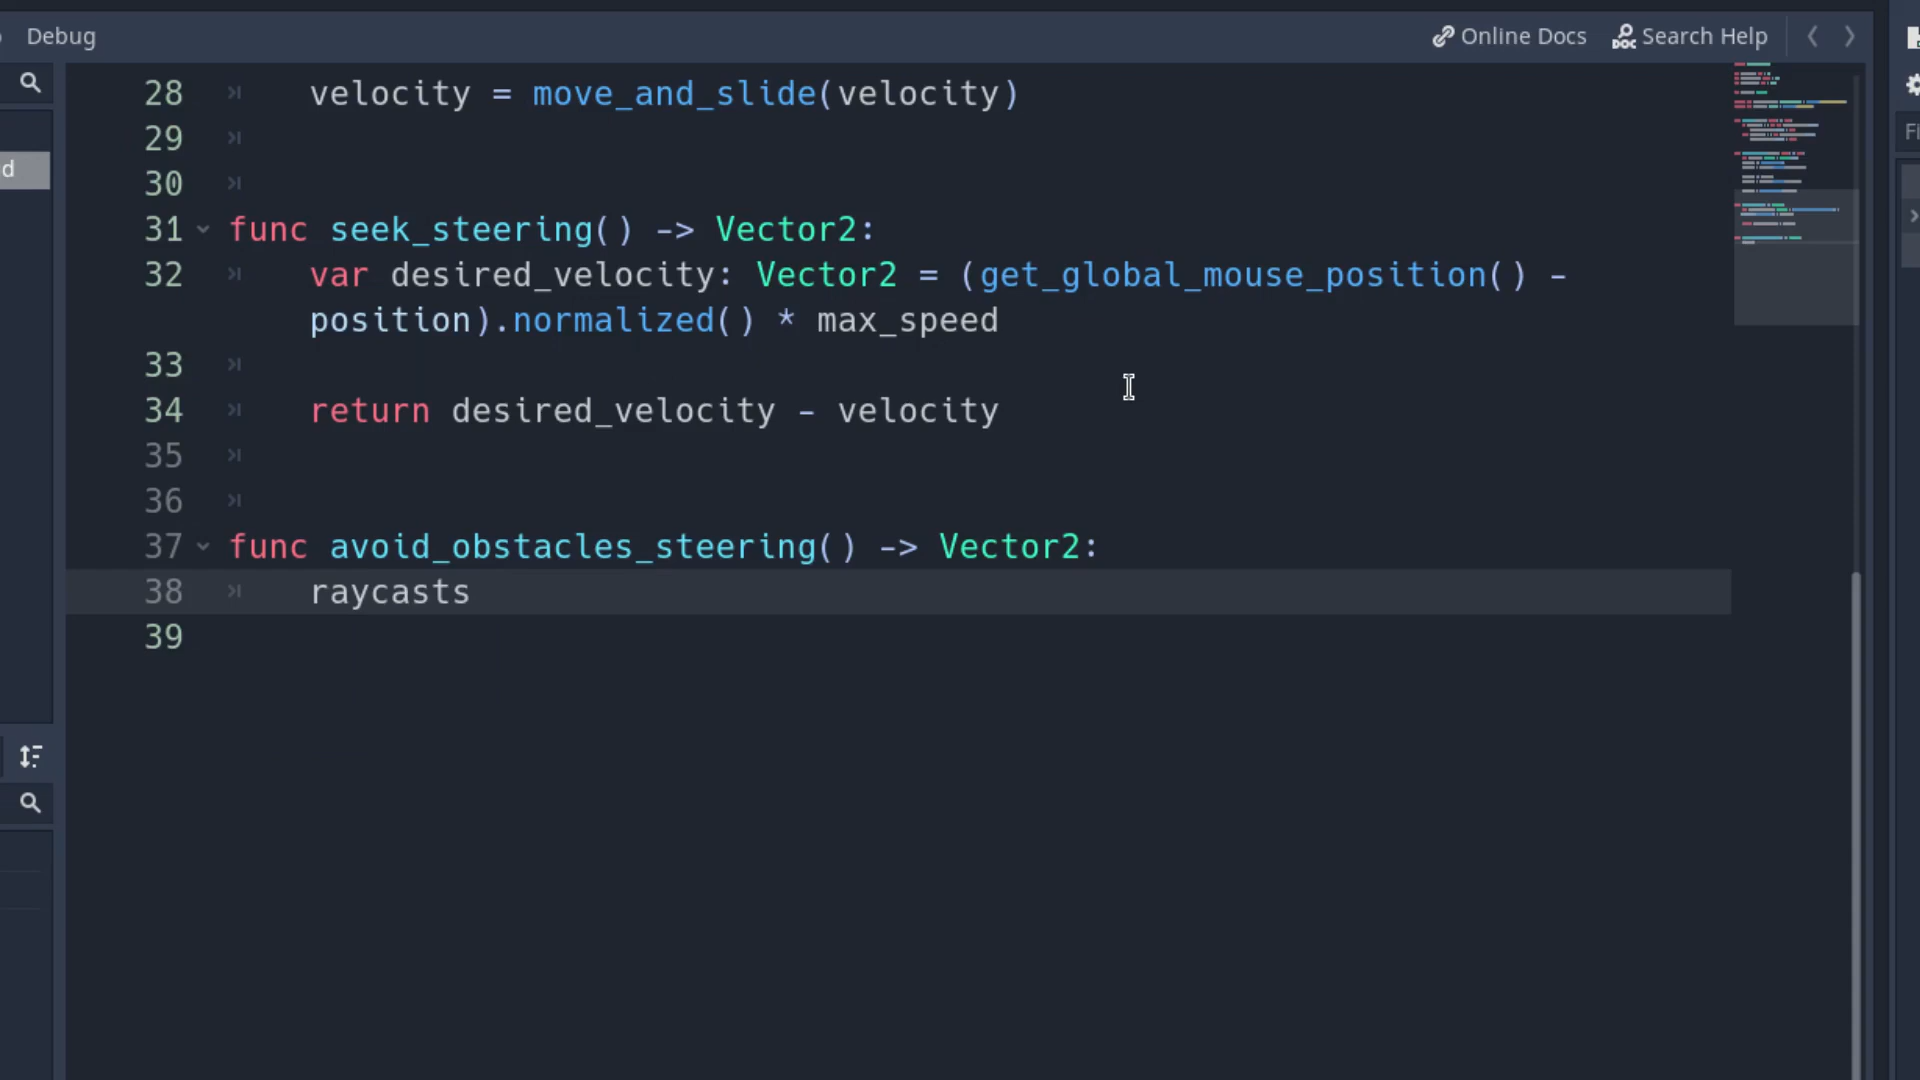 Debug
Online Docs
Search Help
28 velocity = move_and_slide(velocity)
29
30
31 func seek_steering() -> Vector2:
32 var desired_velocity: Vector2 = (get_global_mouse_position() -
position).normalized() * max_speed
33
34 return desired_velocity - velocity
35
36
37 func avoid_obstacles_steering() -> Vector2:
38 raycasts
39
d
Fi